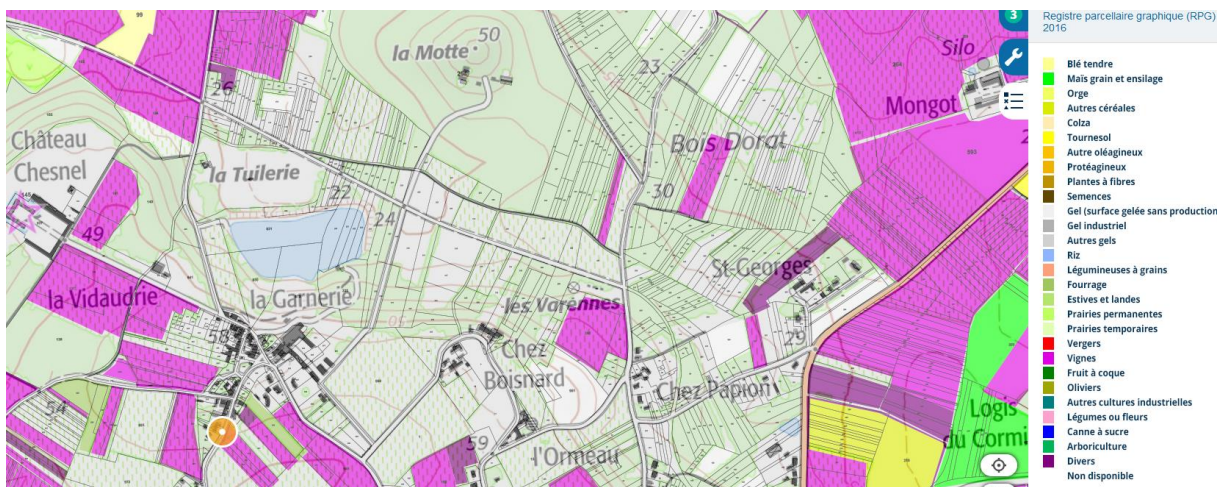 Registre parcellaire graphique (RPG)
2016
Blé tendre
Maïs grain et ensilage
Orge
Autres céréales
Colza
Tournesol
Autre oléagineux
Protéagineux
Plantes à fibres
Semences
Gel (surface gelée sans production
Gel industriel
Autres gels
Riz
Légumineuses à grains
Fourrage
Estives et landes
Prairies permanentes
Prairies temporaires
Vergers
Vignes
Fruit à coque
Oliviers
Autres cultures industrielles
Légumes ou fleurs
Canne à sucre
Arboriculture
Divers
Non disponible
3
99
50
la Motte
Silo
23
26
Mongot
Château
Chesnel
Bois Dorat
la Tuilerie
22
30
24
49
St-Georges
la Vidaudrie
la Garnerie
les Varennes
58
29
Chez
Boisnard
Chez Papion
54
Logis
du Cormi
59
l'Ormeau